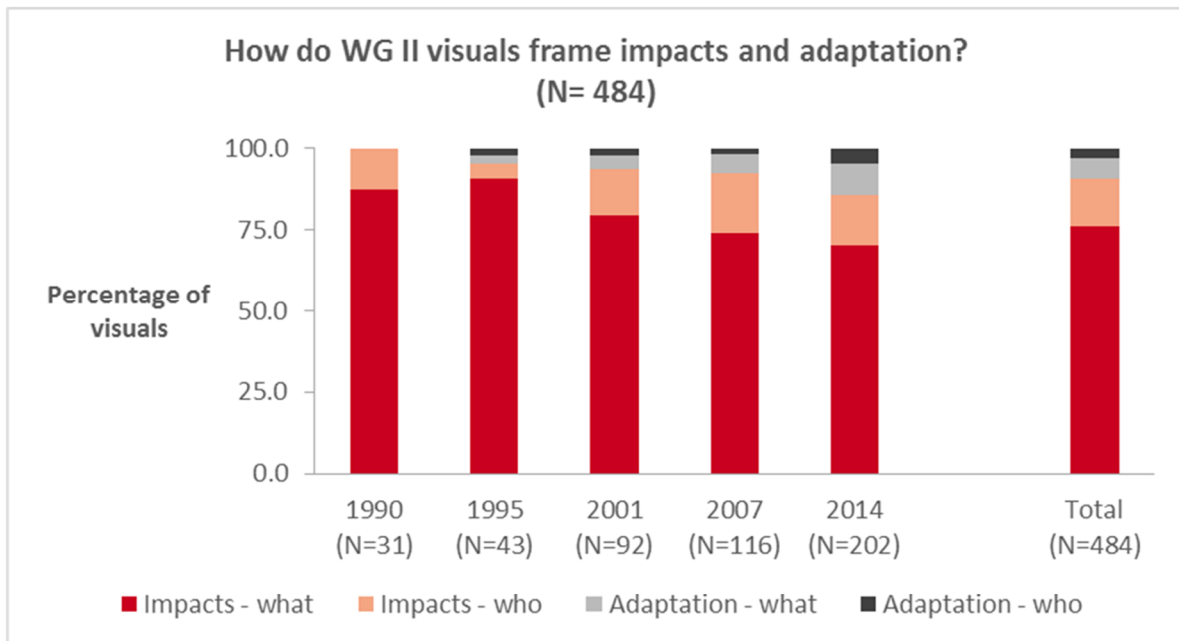 How do WG II visuals frame impacts and adaptation?
(N= 484)
100.0
75.0
50.0
25.0
0.0
Percentage of
visuals
1990 1995 2001 2007 2014 Total
(N=31) (N=43) (N=92) (N=116) (N=202) (N=484)
Impacts - what Impacts - who Adaptation - what Adaptation - who